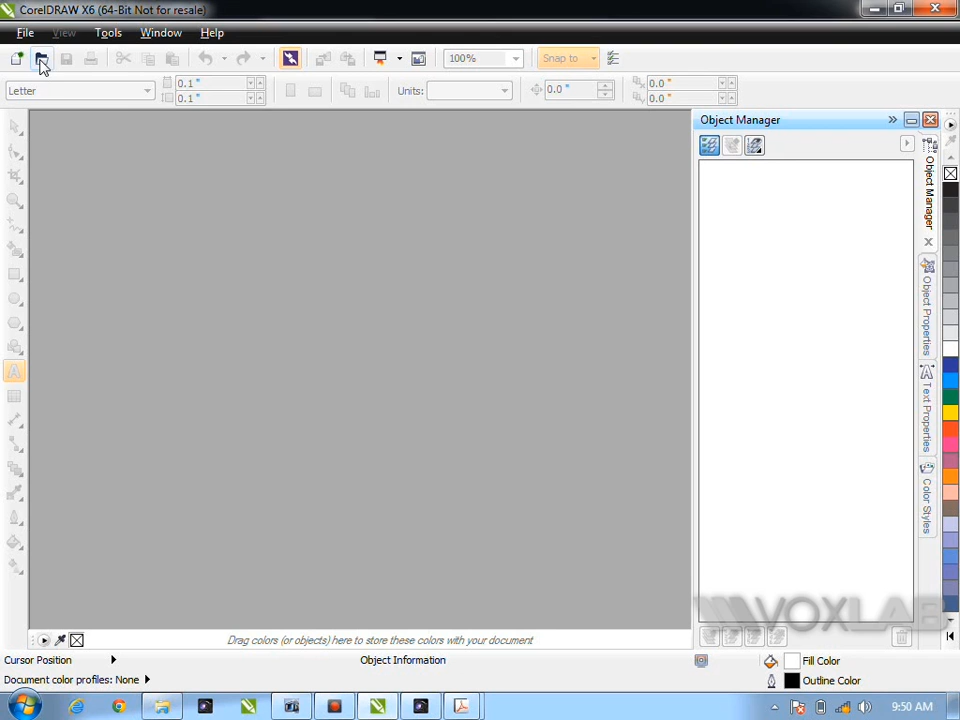 CorelDRAW X6 (64-Bit Not for resale)
File View Tools Window Help
100% Snap to
Letter 0.1 " 0.1 " Units: 0.0 " 0.0 " 0.0 "
Object Manager
Object Manager
Object Properties
Text Properties
Color Styles
VOXLAB
Drag colors (or objects) here to store these colors with your document
Cursor Position Object Information Fill Color
Document color profiles: None Outline Color
9:50 AM